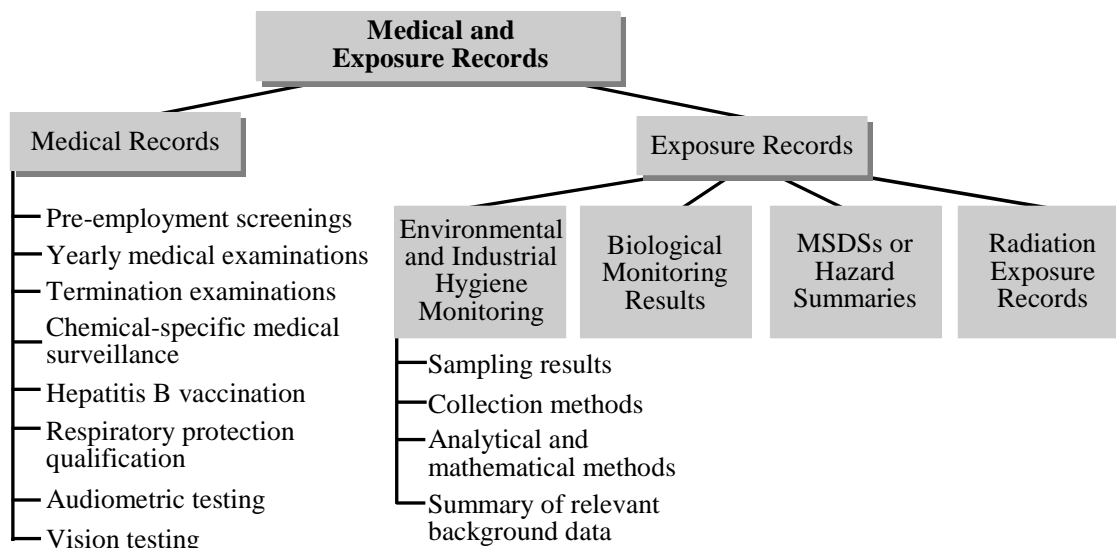 Medical and
Exposure Records
Medical Records
Pre-employment screenings
Yearly medical examinations
Termination examinations
Chemical-specific medical
surveillance
Hepatitis B vaccination
Respiratory protection
qualification
Audiometric testing
Vision testing
Exposure Records
Environmental
and Industrial
Hygiene
Monitoring
Sampling results
Collection methods
Analytical and
mathematical methods
Summary of relevant
background data
Biological
Monitoring
Results
MSDSs or
Hazard
Summaries
Radiation
Exposure
Records